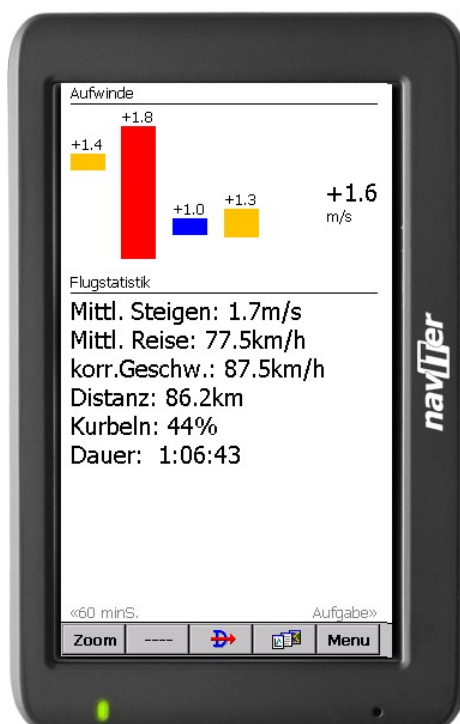 Aufwinde
+1.8
+1.4
+1.0
+1.3
+1.6
m/s
Flugstatistik
Mittl. Steigen: 1.7m/s
Mittl. Reise: 77.5km/h
korr.Geschw.: 87.5km/h
Distanz: 86.2km
Kurbeln: 44%
Dauer: 1:06:43
«60 minS. Aufgabe»
Zoom ---- Menu
naviter